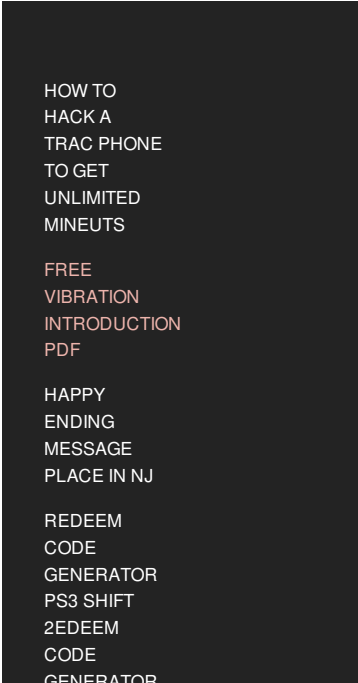 HOW TO
HACK A
TRAC PHONE
TO GET
UNLIMITED
MINEUTS
FREE
VIBRATION
INTRODUCTION
PDF
HAPPY
ENDING
MESSAGE
PLACE IN NJ
REDEEM
CODE
GENERATOR
PS3 SHIFT
2EDEEM
CODE
GENERATOR